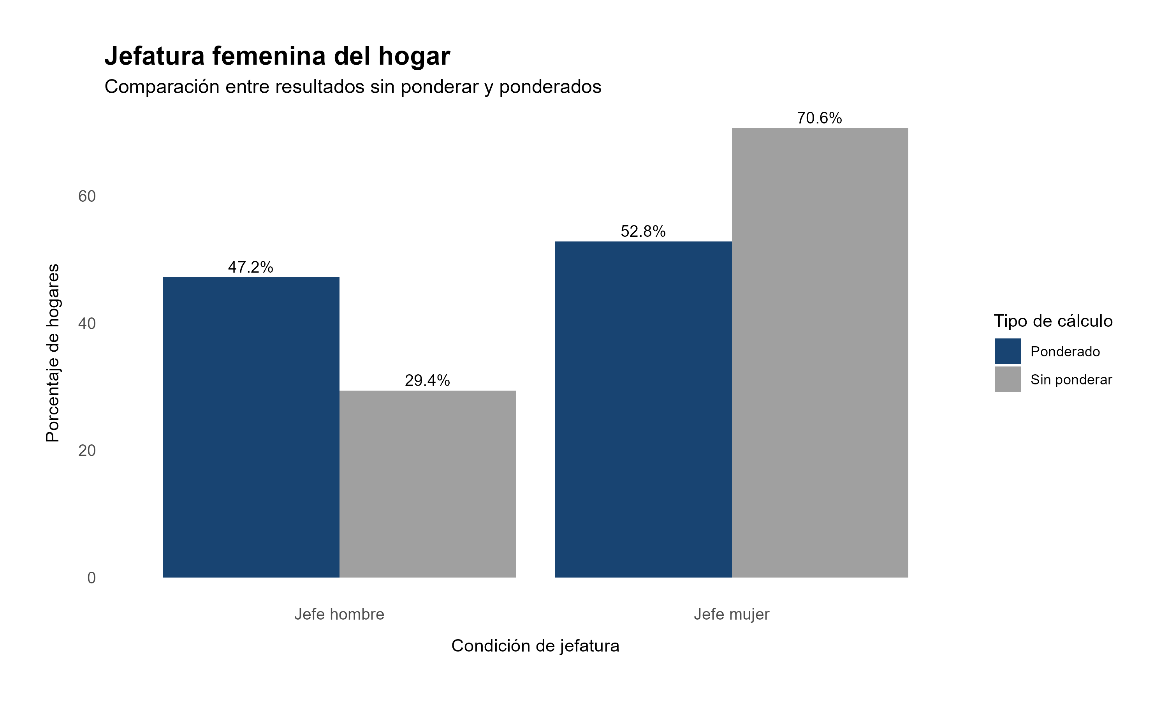 Jefatura femenina del hogar
Comparación entre resultados sin ponderar y ponderados
70.6%
60
52.8%
47.2%
40
29.4%
20
0
Porcentaje de hogares
Jefe hombre
Jefe mujer
Condición de jefatura
Tipo de cálculo
Ponderado
Sin ponderar